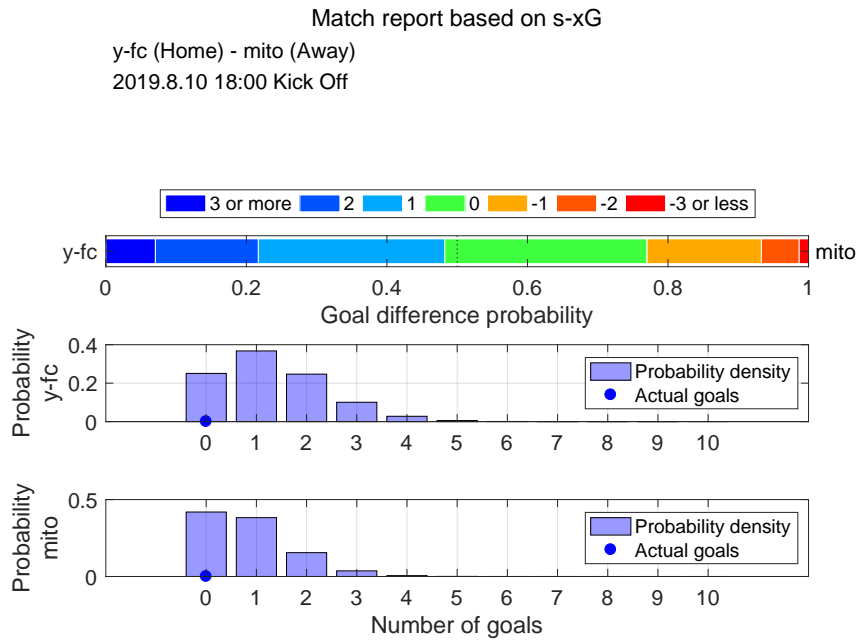 Match report based on s-xG
y-fc (Home) - mito (Away)
2019.8.10 18:00 Kick Off
3 or more 2 1 0 -1 -2 -3 or less
y-fc mito
0 0.2 0.4 0.6 0.8 1
Goal difference probability
Probability
y-fc
0.4
0.2
0
Probability density
Actual goals
0 1 2 3 4 5 6 7 8 9 10
Probability
mito
0.5
0
Probability density
Actual goals
0 1 2 3 4 5 6 7 8 9 10
Number of goals